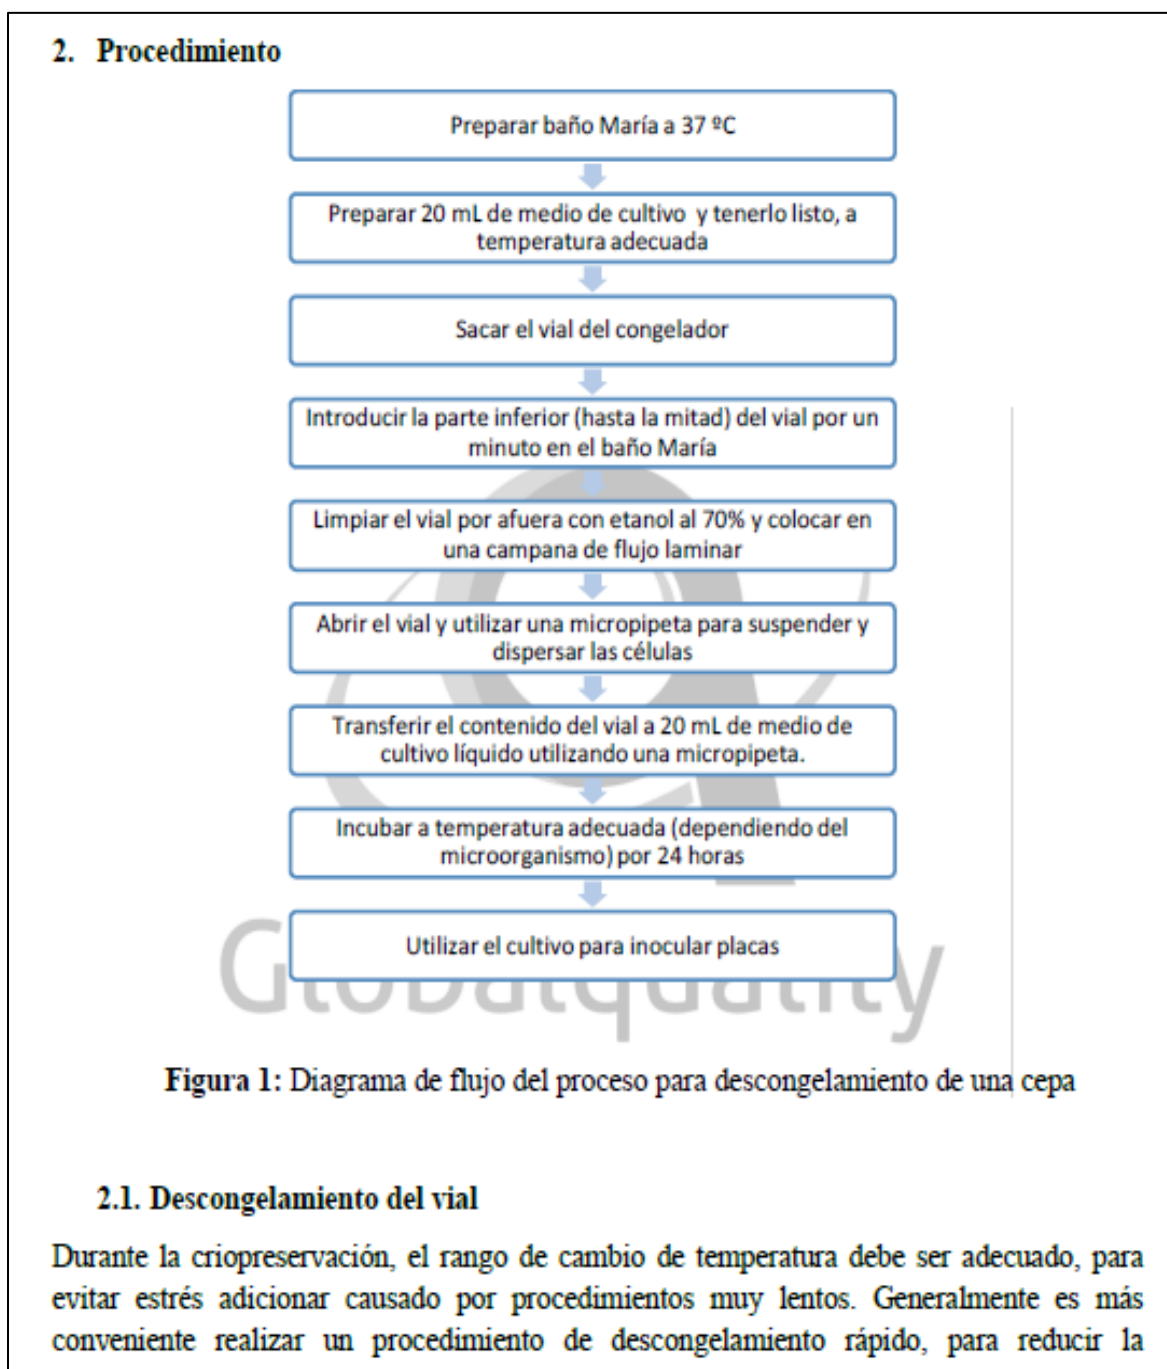 2. Procedimiento
Preparar baño María a 37 ºC
Preparar 20 mL de medio de cultivo y tenerlo listo, a
temperatura adecuada
Sacar el vial del congelador
Introducir la parte inferior (hasta la mitad) del vial por un
minuto en el baño María
Limpiar el vial por afuera con etanol al 70% y colocar en
una campana de flujo laminar
Abrir el vial y utilizar una micropipeta para suspender y
dispersar las células
Transferir el contenido del vial a 20 mL de medio de
cultivo líquido utilizando una micropipeta.
Incubar a temperatura adecuada (dependiendo del
microorganismo) por 24 horas
Utilizar el cultivo para inocular placas
Globalquality
Figura 1: Diagrama de flujo del proceso para descongelamiento de una cepa
2.1. Descongelamiento del vial
Durante la criopreservación, el rango de cambio de temperatura debe ser adecuado, para
evitar estrés adicionar causado por procedimientos muy lentos. Generalmente es más
conveniente realizar un procedimiento de descongelamiento rápido, para reducir la